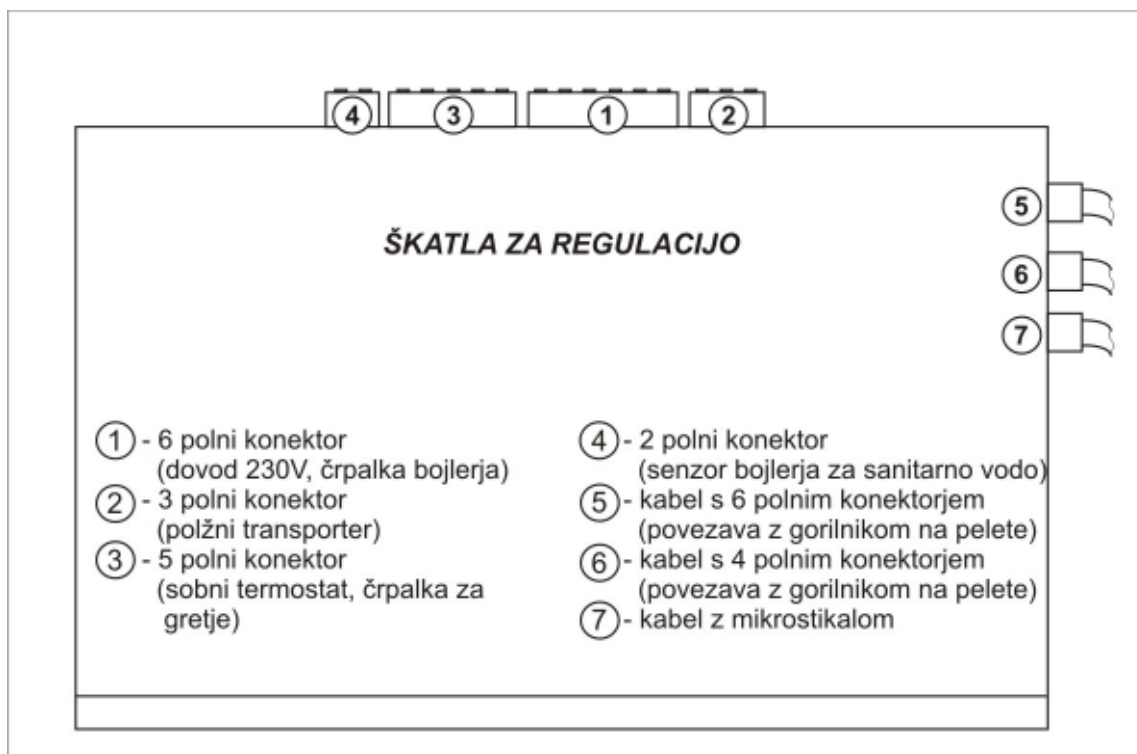 4 3 1 2
5
ŠKATLA ZA REGULACIJO
6
7
1 - 6 polni konektor
(dovod 230V, črpalka bojlerja)
2 - 3 polni konektor
(polžni transporter)
3 - 5 polni konektor
(sobni termostat, črpalka za
gretje)
4 - 2 polni konektor
(senzor bojlerja za sanitarno vodo)
5 - kabel s 6 polnim konektorjem
(povezava z gorilnikom na pelete)
6 - kabel s 4 polnim konektorjem
(povezava z gorilnikom na pelete)
7 - kabel z mikrostikalom